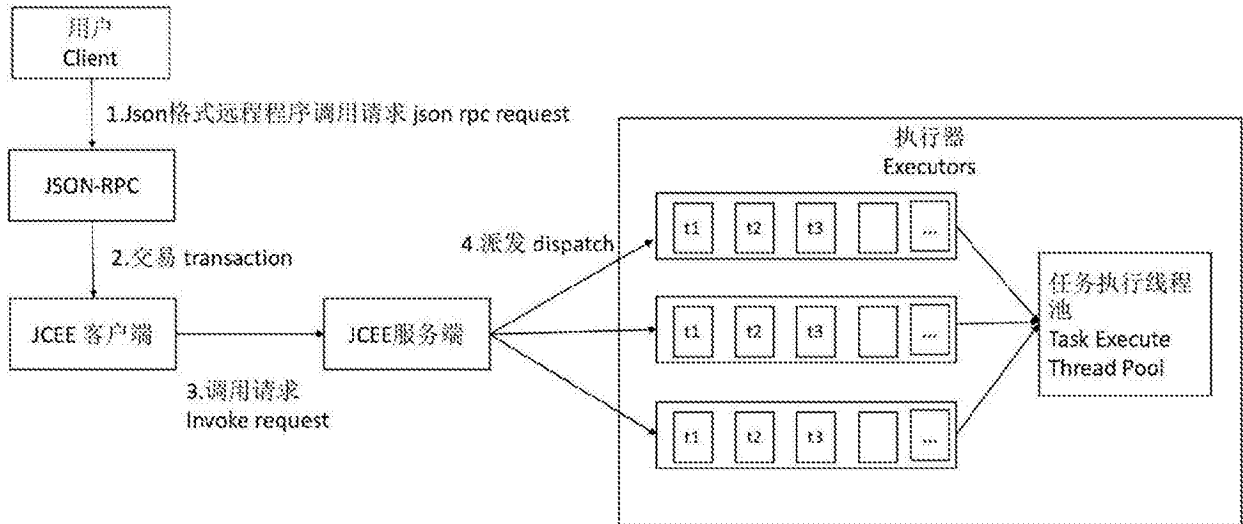 用户
Client
1.Json格式远程程序调用请求 json rpc request
JSON-RPC
2.交易 transaction
JCEE 客户端
3.调用请求
Invoke request
JCEE服务端
4.派发 dispatch
执行器
Executors
t1 t2 t3 ...
t1 t2 t3 ...
t1 t2 t3 ...
任务执行线程
池
Task Execute
Thread Pool